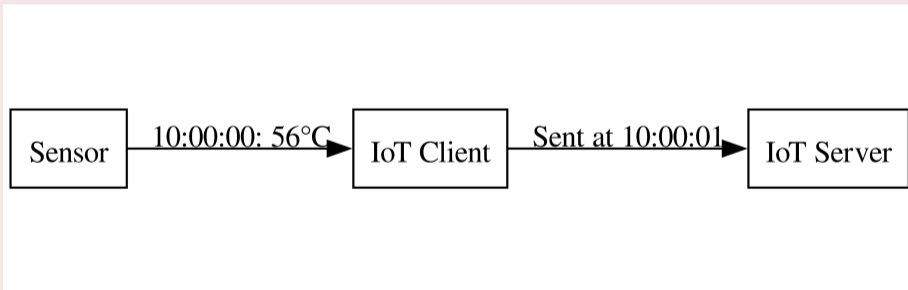 Sensor
10:00:00: 56°C
IoT Client
Sent at 10:00:01
IoT Server